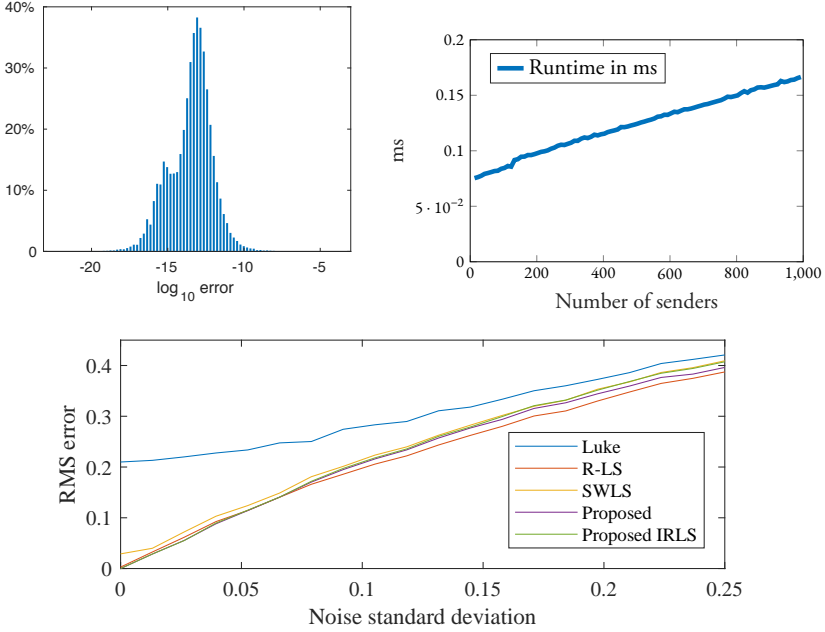 40%
30%
20%
10%
0
-20 -15 -10 -5
log10 error
0.2
0.15
0.1
5 · 10−2
0
Runtime in ms
ms
0 200 400 600 800 1,000
Number of senders
0.4
0.3
0.2
0.1
0
RMS error
Luke
R-LS
SWLS
Proposed
Proposed IRLS
0 0.05 0.1 0.15 0.2 0.25
Noise standard deviation